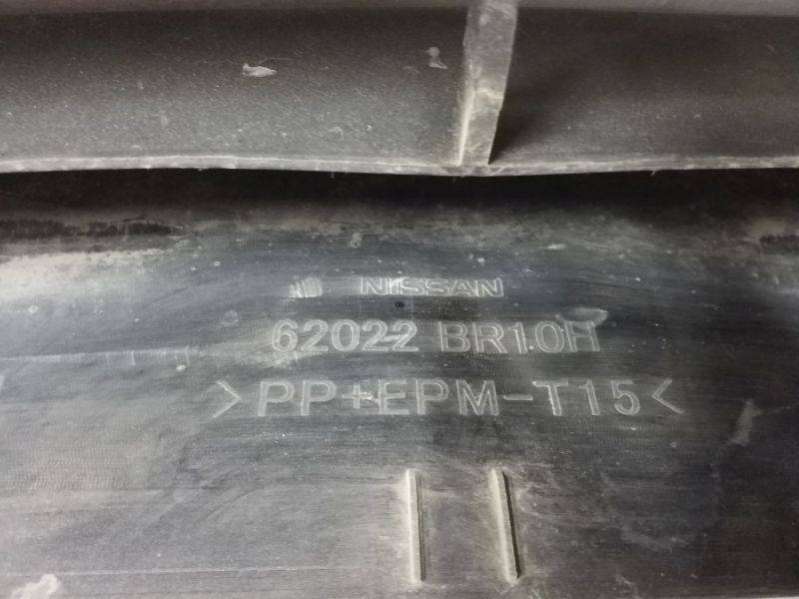 NISSAN
62022 BR10H
>PP+EPM-T15<